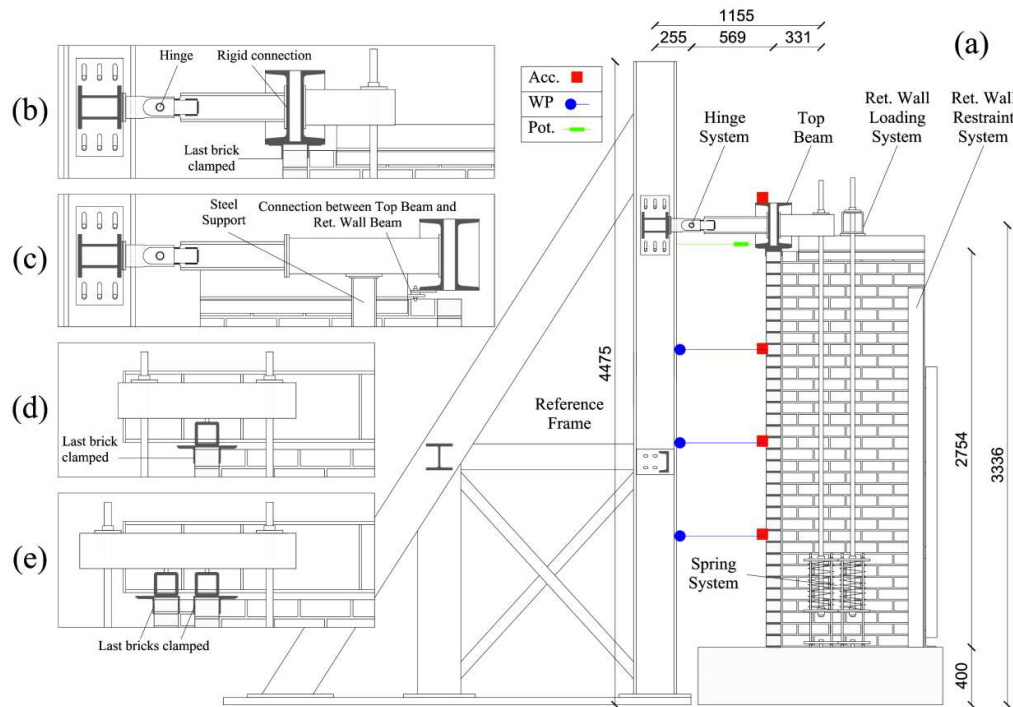 1155
255
569
331
(a)
(b)
Hinge
Rigid connection
Last brick
clamped
Acc.
WP
Pot.
Hinge
System
Top
Beam
Ret. Wall
Loading
System
Ret. Wall
Restraint
System
(c)
Steel
Support
Connection between Top Beam and
Ret. Wall Beam
(d)
Last brick
clamped
(e)
Last bricks clamped
Reference
Frame
4475
2754
3336
Spring
System
400